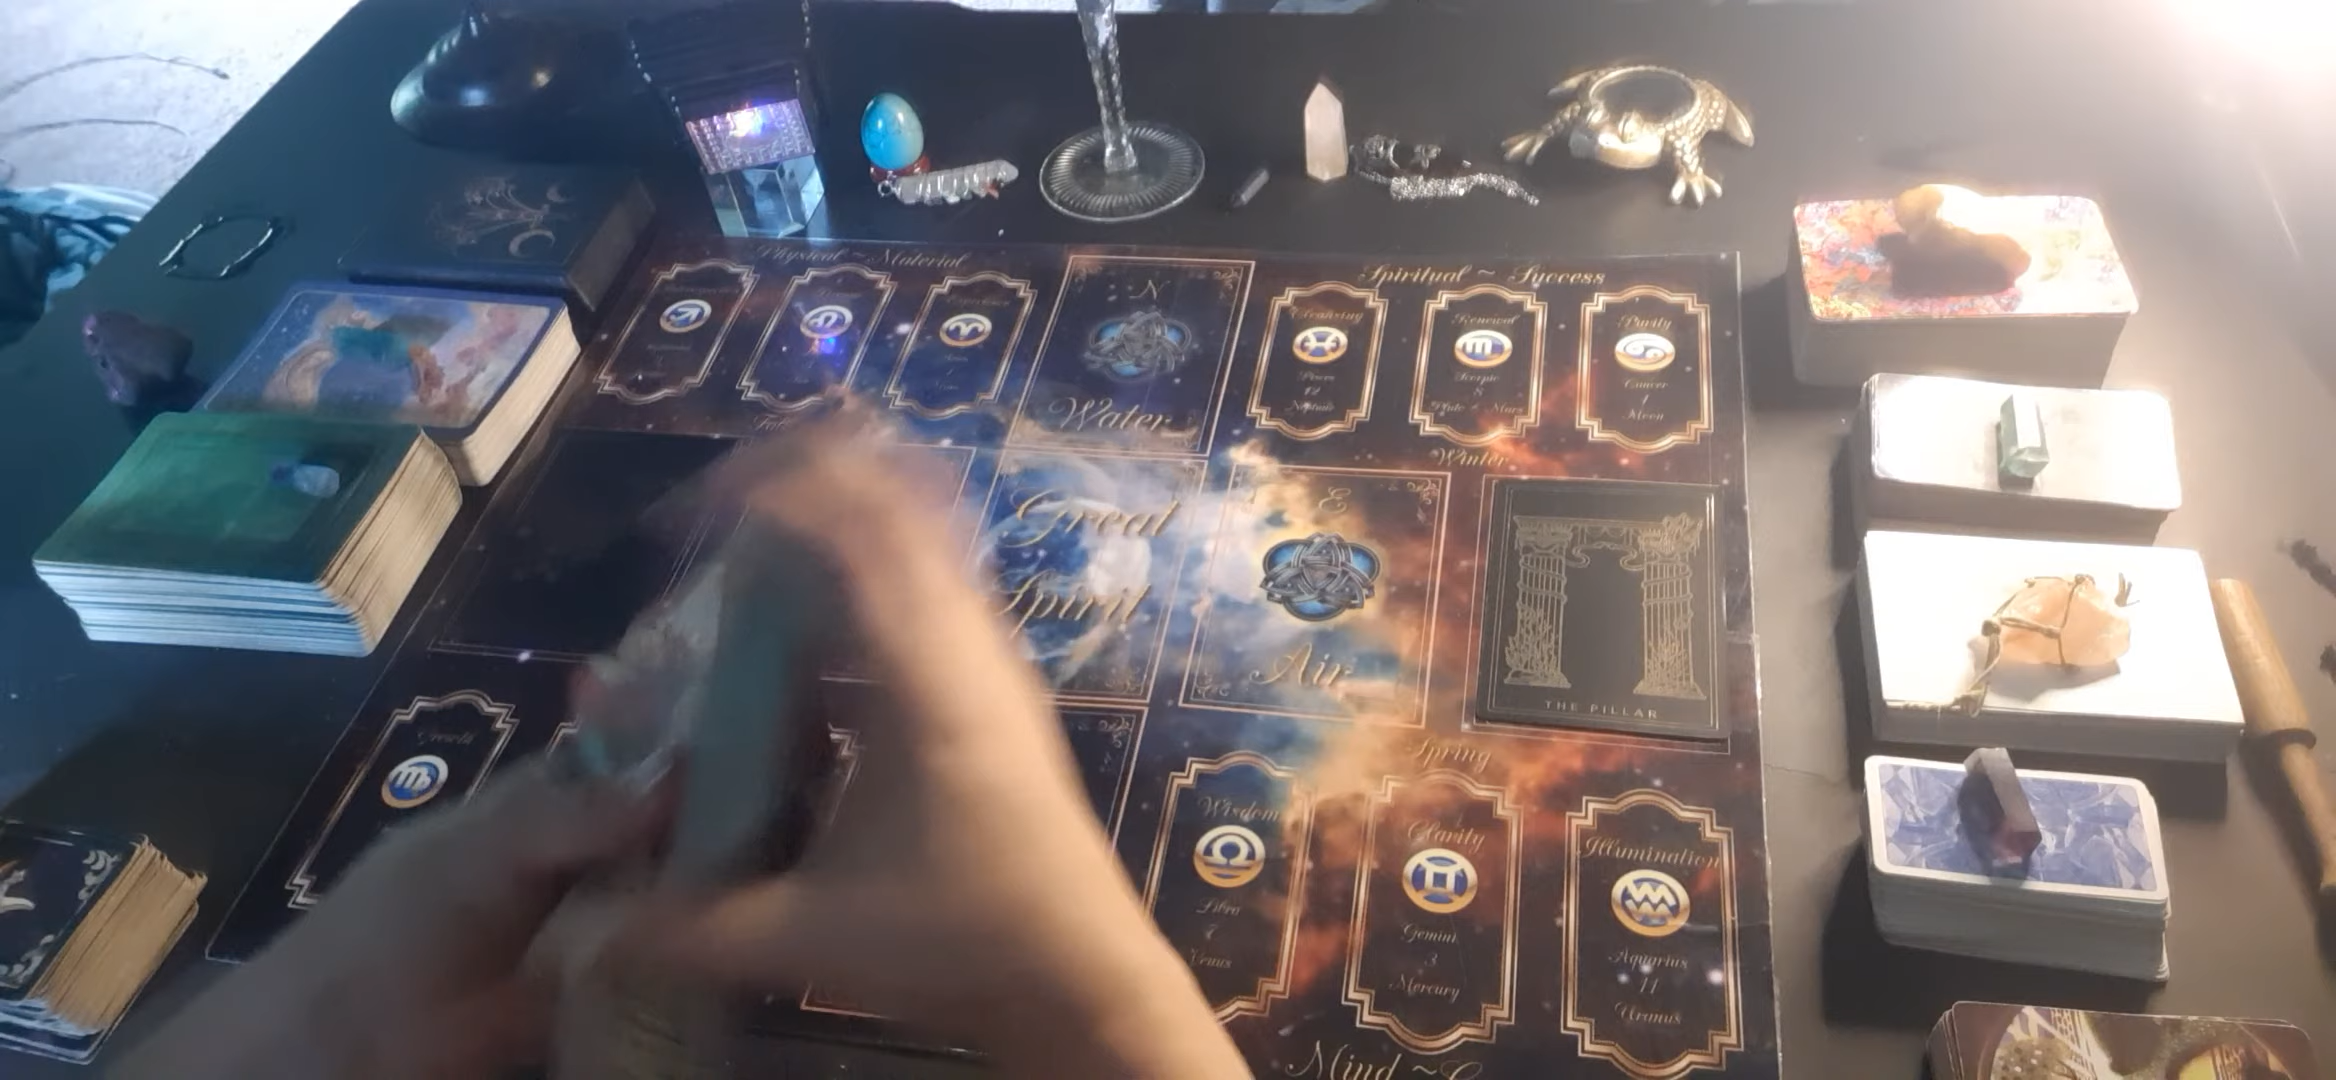 Physical ~ Material
Spiritual ~ Success
N
Water
Cleansing
Pisces
12
Neptune
Renewal
Scorpio
8
Pluto & Mars
Purity
Cancer
4
Moon
Aries
Winter
Great
Spirit
E
Air
THE PILLAR
Spring
Growth
Wisdom
Libra
7
Venus
Clarity
Gemini
3
Mercury
Illumination
Aquarius
11
Uranus
Mind ~